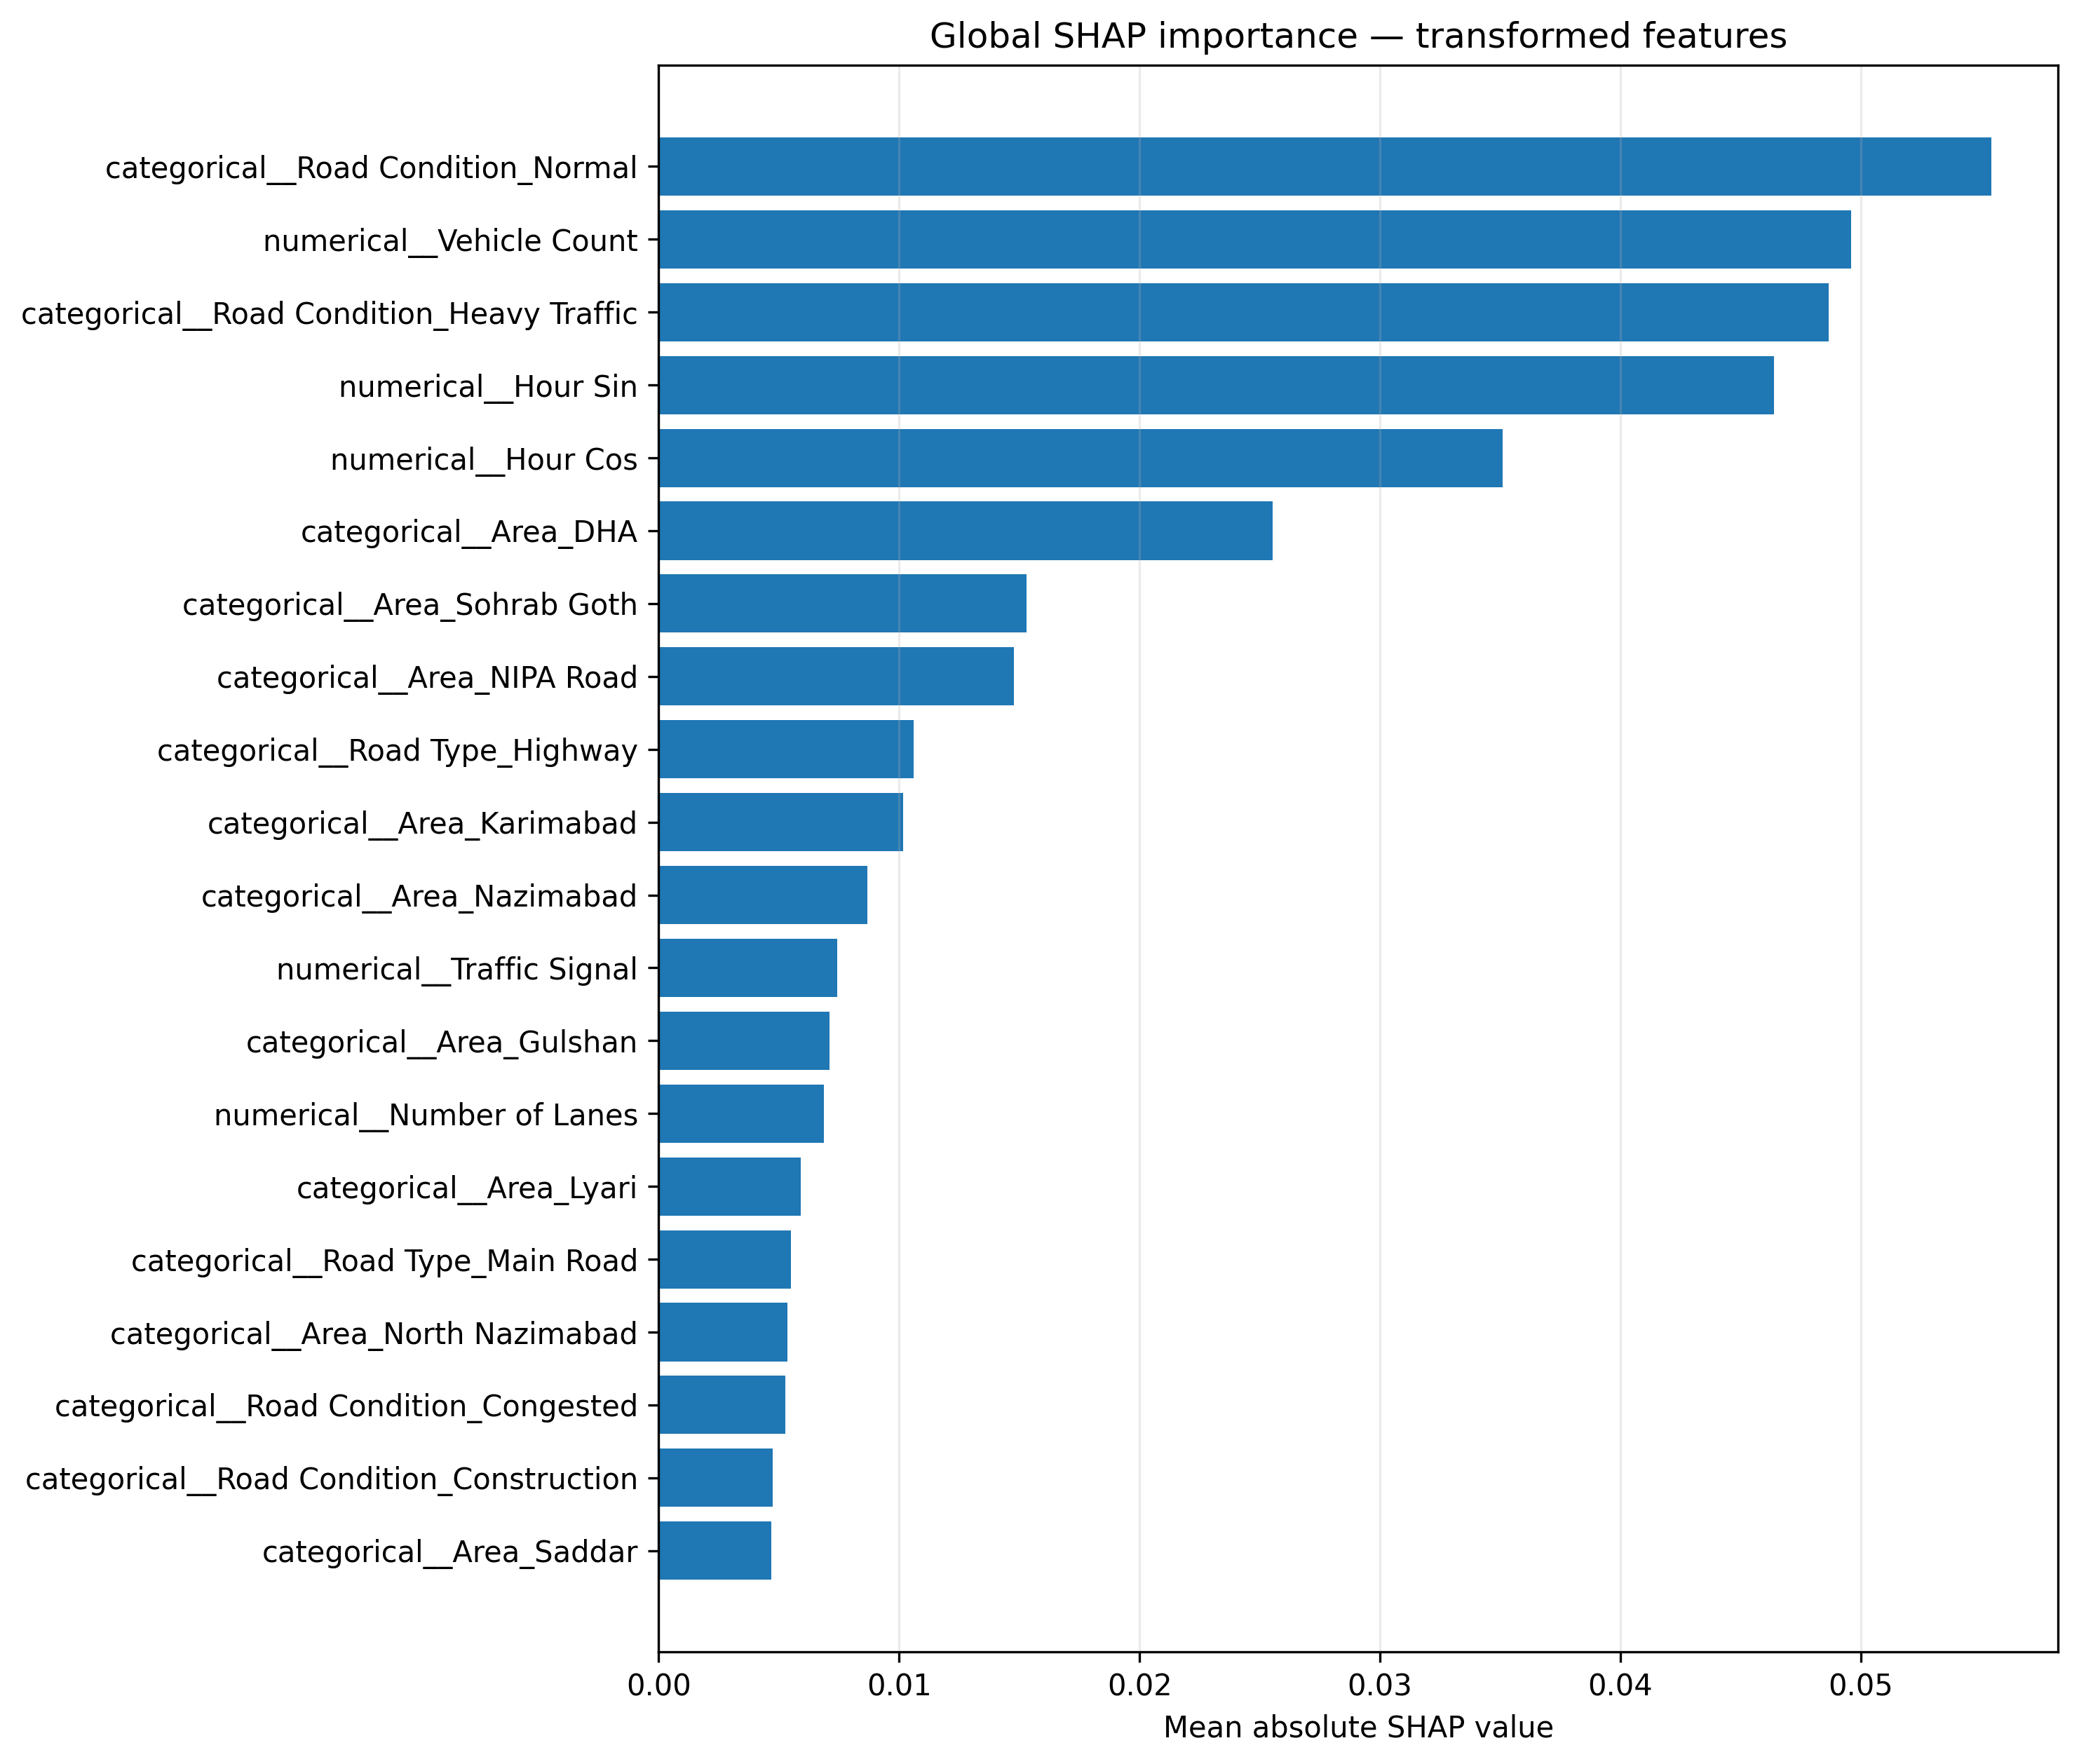 Global SHAP importance — transformed features
categorical__Road Condition_Normal
numerical__Vehicle Count
categorical__Road Condition_Heavy Traffic
numerical__Hour Sin
numerical__Hour Cos
categorical__Area_DHA
categorical__Area_Sohrab Goth
categorical__Area_NIPA Road
categorical__Road Type_Highway
categorical__Area_Karimabad
categorical__Area_Nazimabad
numerical__Traffic Signal
categorical__Area_Gulshan
numerical__Number of Lanes
categorical__Area_Lyari
categorical__Road Type_Main Road
categorical__Area_North Nazimabad
categorical__Road Condition_Congested
categorical__Road Condition_Construction
categorical__Area_Saddar
0.00 0.01 0.02 0.03 0.04 0.05
Mean absolute SHAP value